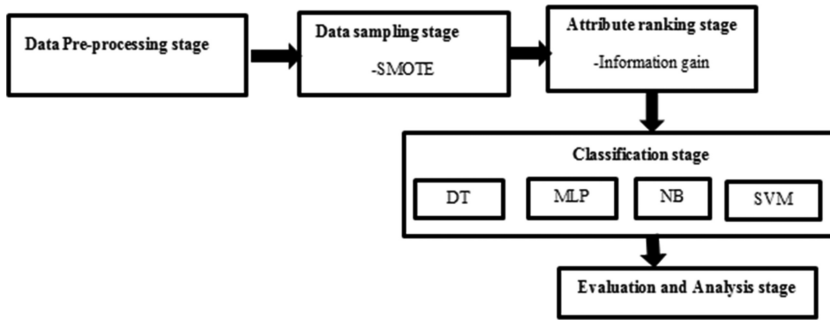 Data Pre-processing stage
Data sampling stage
-SMOTE
Attribute ranking stage
-Information gain
Classification stage
DT
MLP
NB
SVM
Evaluation and Analysis stage